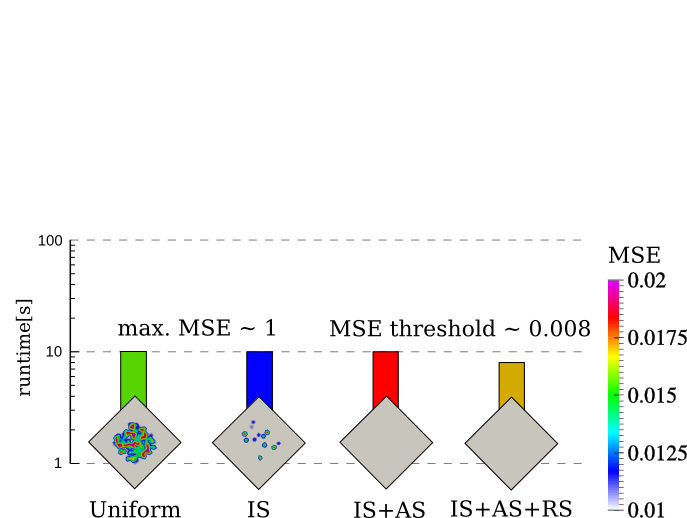 100
MSE
0.02
max. MSE ~ 1
MSE threshold ~ 0.008
0.0175
runtime[s]
10
0.015
0.0125
1
0.01
Uniform
IS
IS+AS
IS+AS+RS